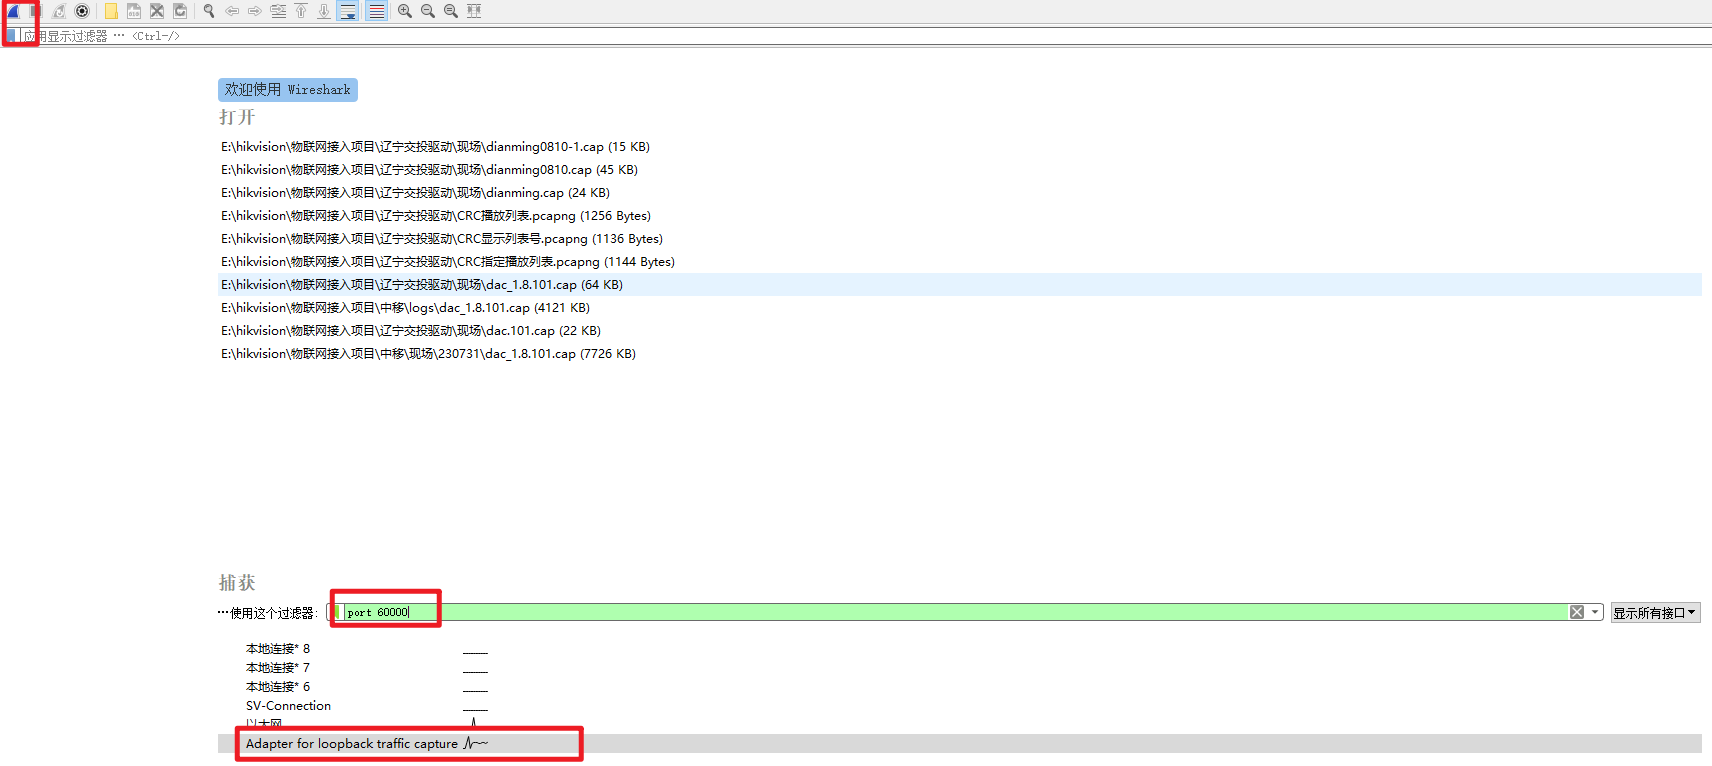 应用显示过滤器 … <Ctrl-/>
欢迎使用 Wireshark
打开
E:\hikvision\物联网接入项目\辽宁交投驱动\现场\dianming0810-1.cap (15 KB)
E:\hikvision\物联网接入项目\辽宁交投驱动\现场\dianming0810.cap (45 KB)
E:\hikvision\物联网接入项目\辽宁交投驱动\现场\dianming.cap (24 KB)
E:\hikvision\物联网接入项目\辽宁交投驱动\CRC播放列表.pcapng (1256 Bytes)
E:\hikvision\物联网接入项目\辽宁交投驱动\CRC显示列表号.pcapng (1136 Bytes)
E:\hikvision\物联网接入项目\辽宁交投驱动\CRC指定播放列表.pcapng (1144 Bytes)
E:\hikvision\物联网接入项目\辽宁交投驱动\现场\dac_1.8.101.cap (64 KB)
E:\hikvision\物联网接入项目\中移\logs\dac_1.8.101.cap (4121 KB)
E:\hikvision\物联网接入项目\辽宁交投驱动\现场\dac.101.cap (22 KB)
E:\hikvision\物联网接入项目\中移\现场\230731\dac_1.8.101.cap (7726 KB)
捕获
…使用这个过滤器: port 60000 显示所有接口
本地连接* 8
本地连接* 7
本地连接* 6
SV-Connection
以太网
Adapter for loopback traffic capture